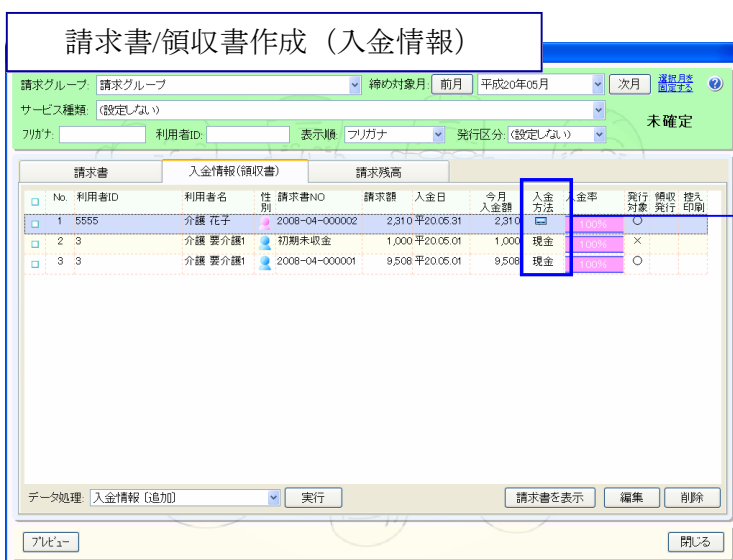 請求書/領収書作成（入金情報）
請求グループ: 請求グループ 締め対象月: 前月 平成20年05月 次月 選択月を固定する ?
サービス種類: (設定しない)
未確定
フリガナ: 利用者ID: 表示順: フリガナ 発行区分: (設定しない)
請求書 入金情報(領収書) 請求残高
No. 利用者ID 利用者名 性別 請求書NO 請求額 入金日 今月入金額 入金方法 入金率 発行対象 領収発行 控え印刷
1 5555 介護 花子 2008-04-000002 2,310 平20.05.31 2,310 100% ○
2 3 介護 要介護1 初期未収金 1,000 平20.05.01 1,000 現金 100% ×
3 3 介護 要介護1 2008-04-000001 9,508 平20.05.01 9,508 現金 100% ○
データ処理: 入金情報 [追加] 実行 請求書を表示 編集 削除
プレビュー 閉じる